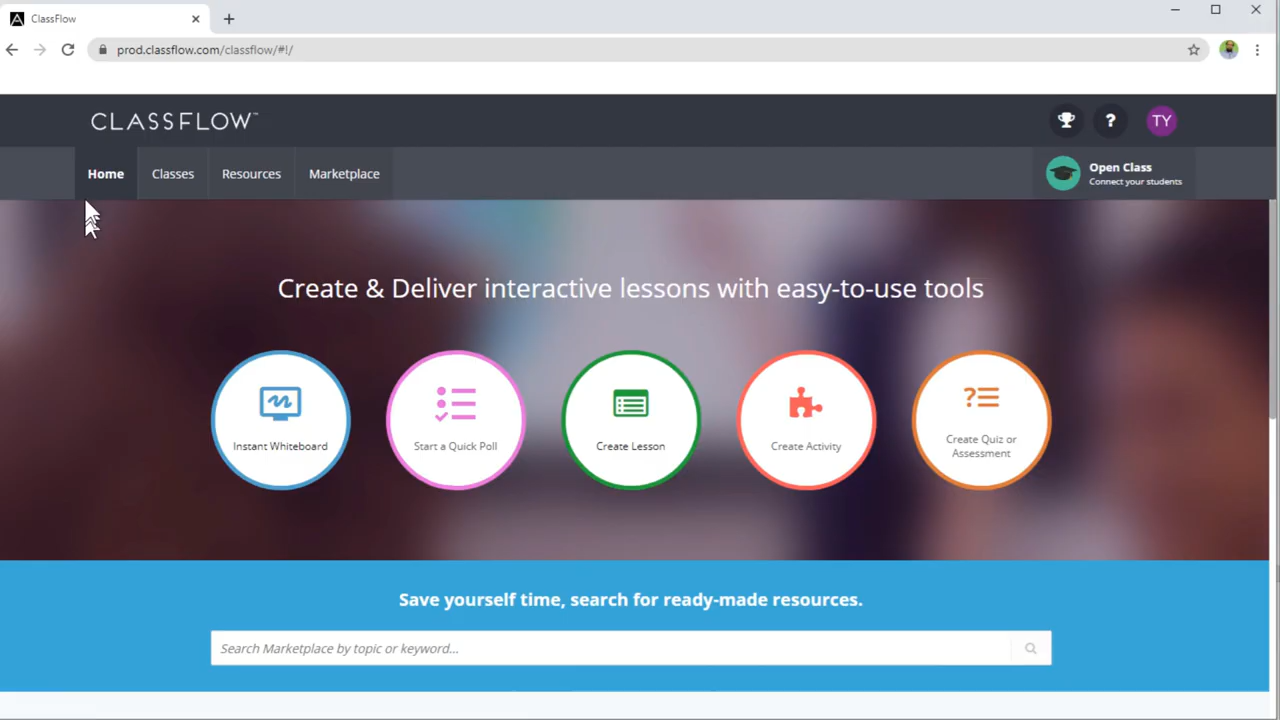 ClassFlow
prod.classflow.com/classflow/#!/
CLASSFLOW™
? TY
Home Classes Resources Marketplace
Open Class
Connect your students
Create & Deliver interactive lessons with easy-to-use tools
Instant Whiteboard
Start a Quick Poll
Create Lesson
Create Activity
Create Quiz or
Assessment
Save yourself time, search for ready-made resources.
Search Marketplace by topic or keyword...